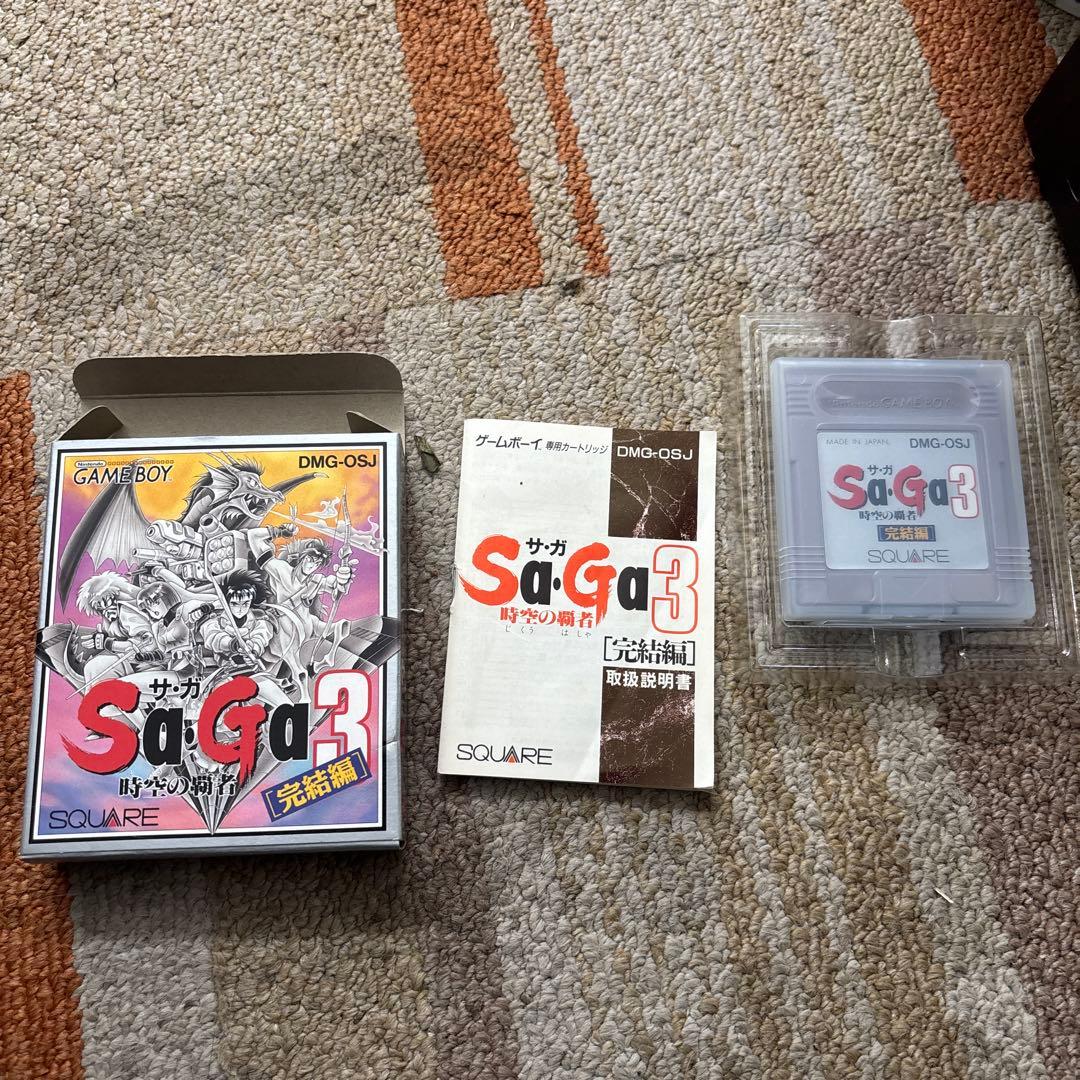 Nintendo
GAME BOY
DMG-OSJ
サ・ガ
Sa・Ga3
時空の覇者
[完結編]
SQUARE
ゲームボーイ専用カートリッジ
DMG-OSJ
サ・ガ
Sa・Ga3
時空の覇者
じくう はしゃ
[完結編]
取扱説明書
SQUARE
Nintendo GAME BOY
MADE IN JAPAN
DMG-OSJ
サ・ガ
Sa・Ga3
時空の覇者
[完結編]
SQUARE